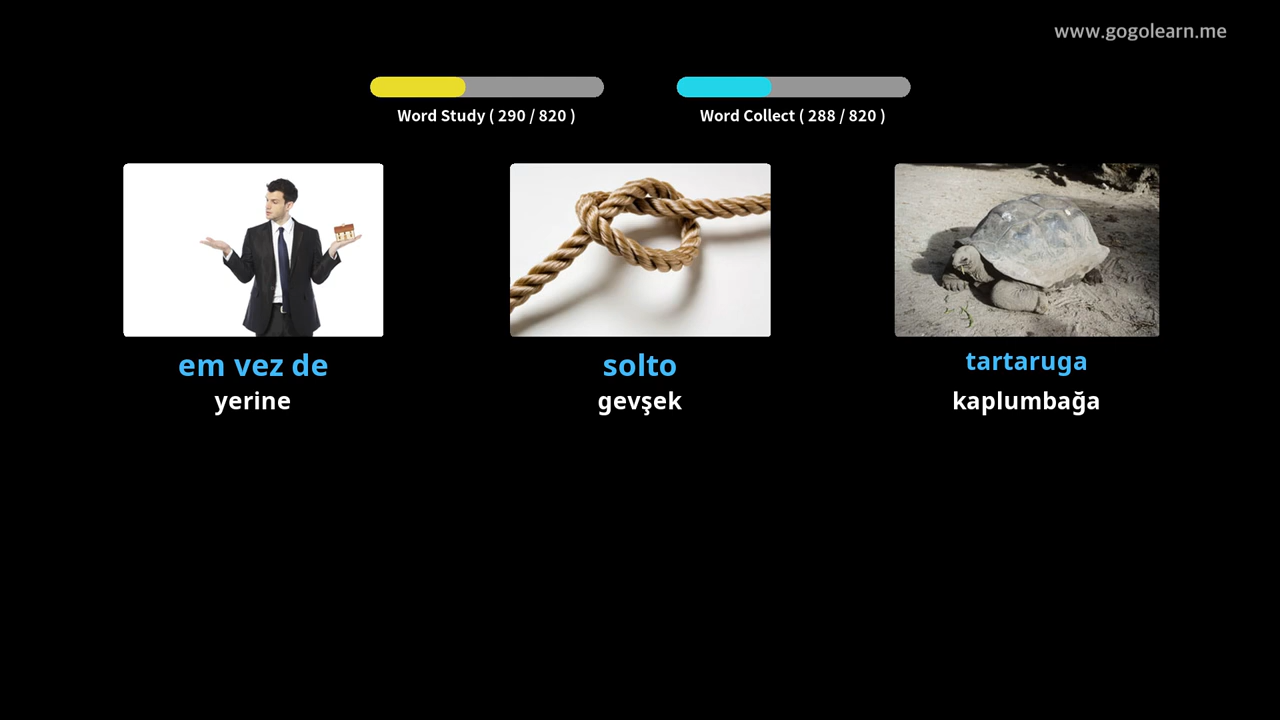 www.gogolearn.me
Word Study ( 290 / 820 )
Word Collect ( 288 / 820 )
em vez de
yerine
solto
gevşek
tartaruga
kaplumbağa